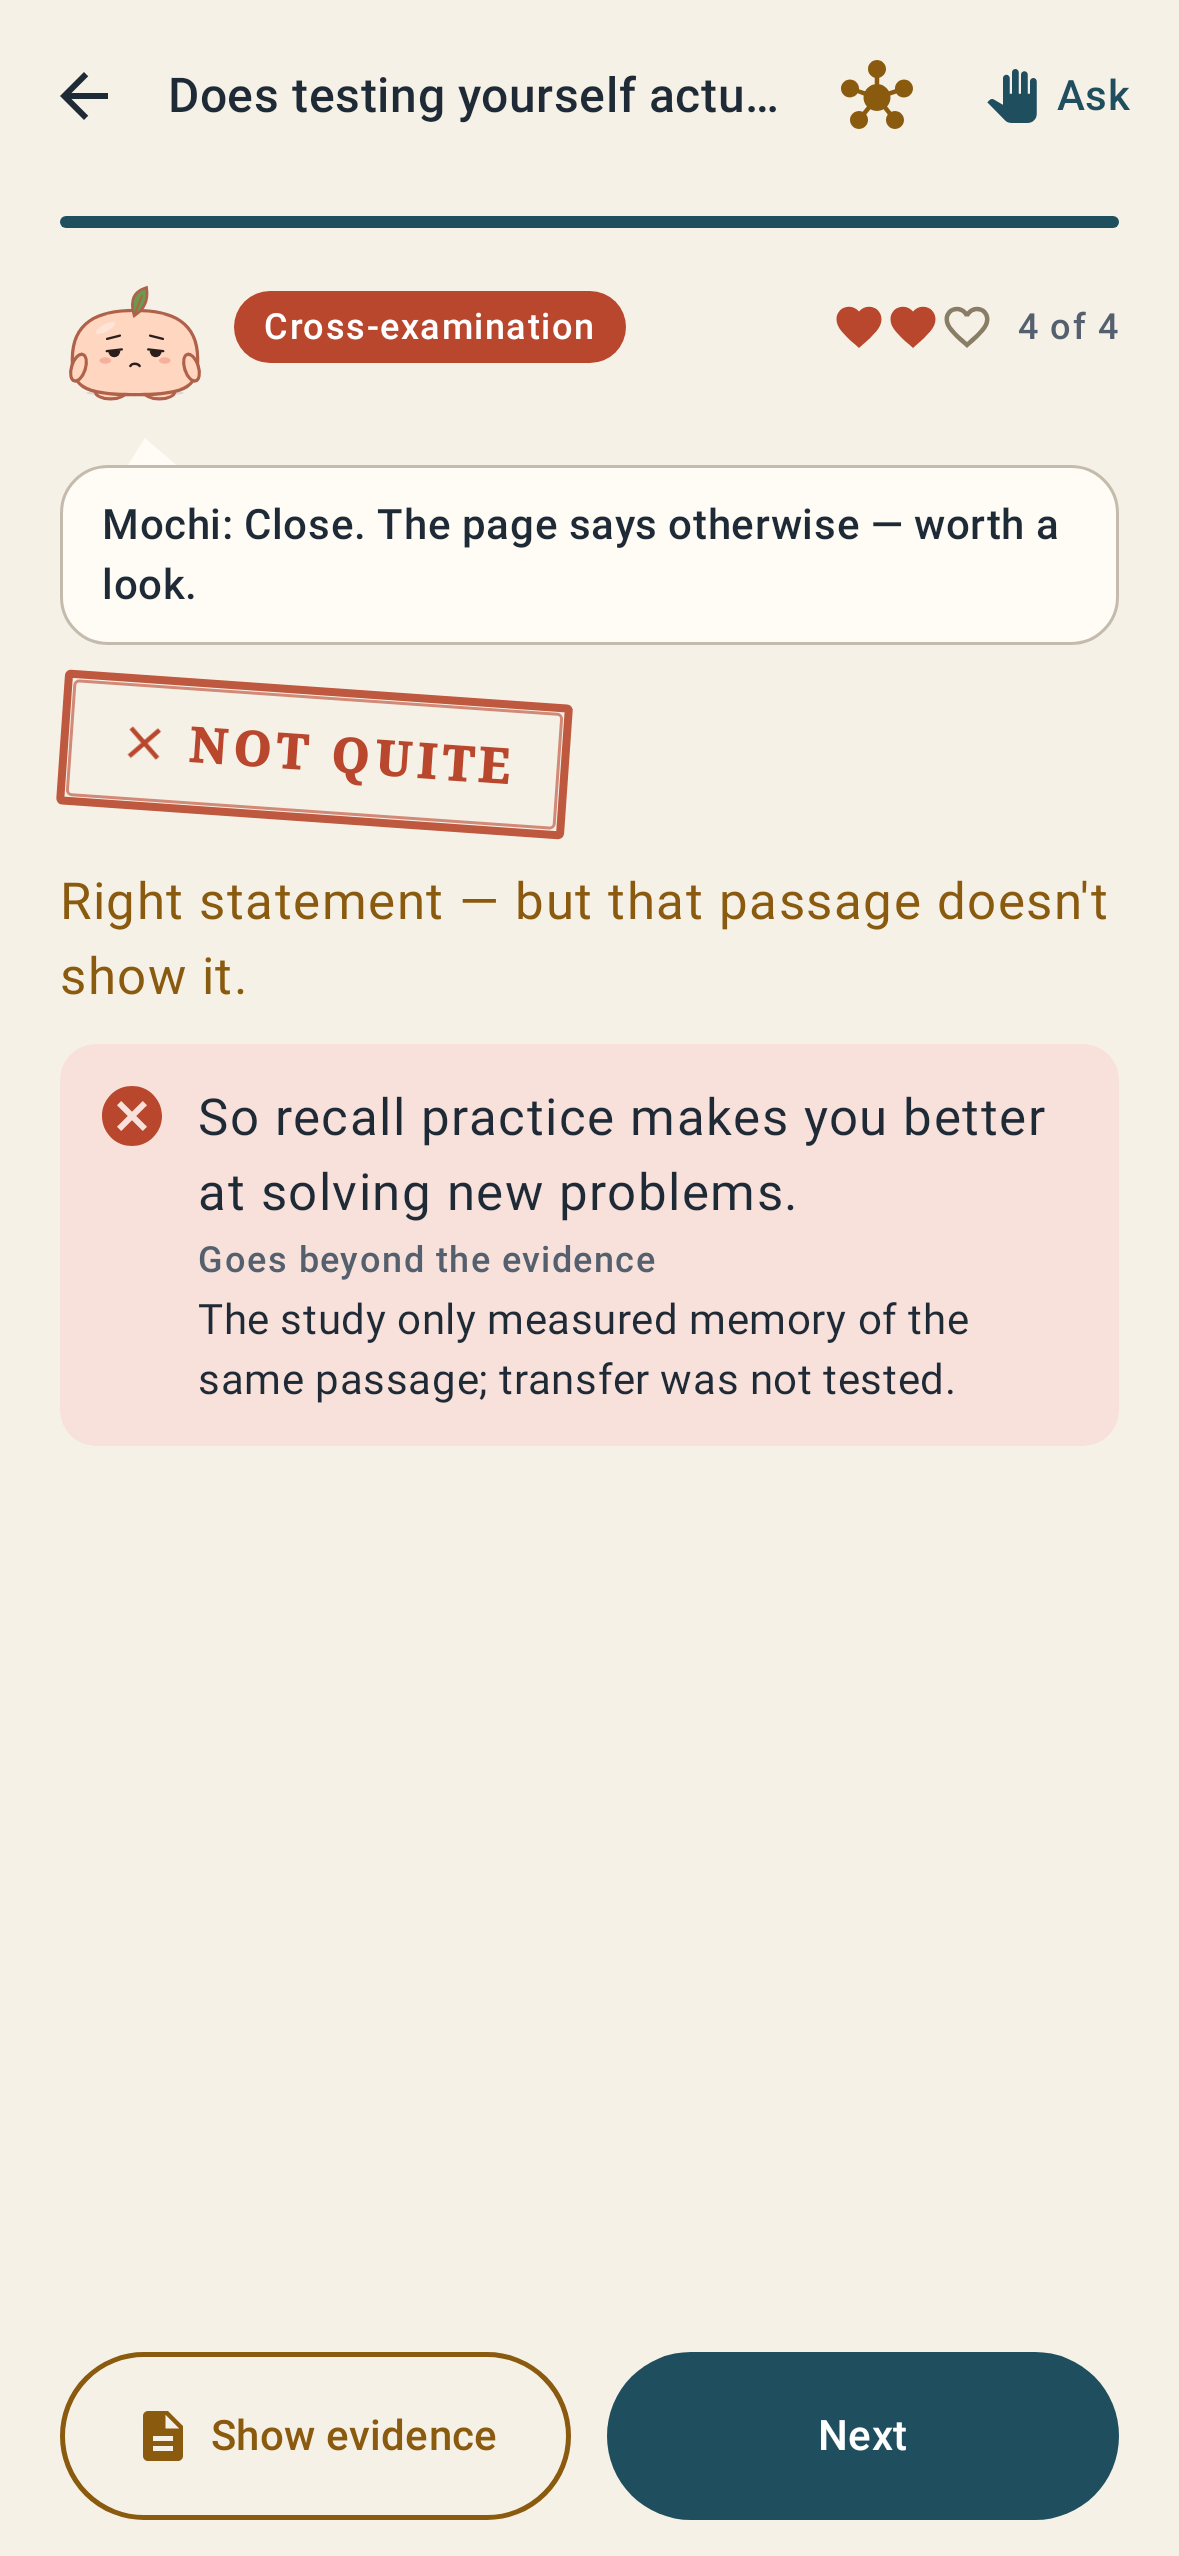 Does testing yourself actu…
Ask
Cross-examination
4 of 4
Mochi: Close. The page says otherwise — worth a
look.
NOT QUITE
Right statement — but that passage doesn't
show it.
So recall practice makes you better
at solving new problems.
Goes beyond the evidence
The study only measured memory of the
same passage; transfer was not tested.
Show evidence
Next